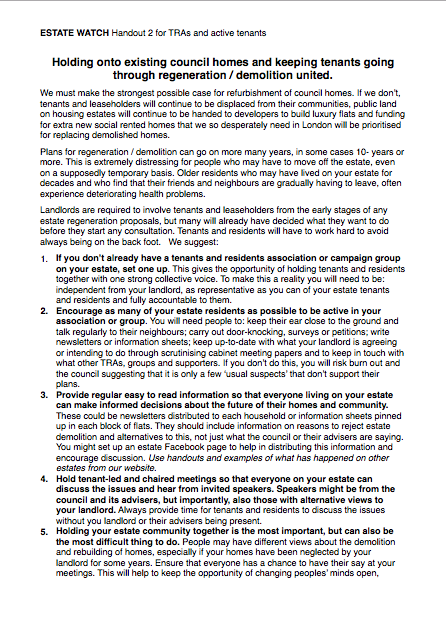 ESTATE WATCH Handout 2 for TRAs and active tenants
Holding onto existing council homes and keeping tenants going
through regeneration / demolition united.
We must make the strongest possible case for refurbishment of council homes. If we don't,
tenants and leaseholders will continue to be displaced from their communities, public land
on housing estates will continue to be handed to developers to build luxury flats and funding
for extra new social rented homes that we so desperately need in London will be prioritised
for replacing demolished homes.
Plans for regeneration / demolition can go on more many years, in some cases 10- years or
more. This is extremely distressing for people who may have to move off the estate, even
on a supposedly temporary basis. Older residents who may have lived on your estate for
decades and who find that their friends and neighbours are gradually having to leave, often
experience deteriorating health problems.
Landlords are required to involve tenants and leaseholders from the early stages of any
estate regeneration proposals, but many will already have decided what they want to do
before they start any consultation. Tenants and residents will have to work hard to avoid
always being on the back foot. We suggest:
1. If you don't already have a tenants and residents association or campaign group
on your estate, set one up. This gives the opportunity of holding tenants and residents
together with one strong collective voice. To make this a reality you will need to be:
independent from your landlord, as representative as you can of your estate tenants
and residents and fully accountable to them.
2. Encourage as many of your estate residents as possible to be active in your
association or group. You will need people to: keep their ear close to the ground and
talk regularly to their neighbours; carry out door-knocking, surveys or petitions; write
newsletters or information sheets; keep up-to-date with what your landlord is agreeing
or intending to do through scrutinising cabinet meeting papers and to keep in touch with
what other TRAs, groups and supporters. If you don't do this, you will risk burn out and
the council suggesting that it is only a few 'usual suspects' that don't support their
plans.
3. Provide regular easy to read information so that everyone living on your estate
can make informed decisions about the future of their homes and community.
These could be newsletters distributed to each household or information sheets pinned
up in each block of flats. They should include information on reasons to reject estate
demolition and alternatives to this, not just what the council or their advisers are saying.
You might set up an estate Facebook page to help in distributing this information and
encourage discussion. Use handouts and examples of what has happened on other
estates from our website.
4. Hold tenant-led and chaired meetings so that everyone on your estate can
discuss the issues and hear from invited speakers. Speakers might be from the
council and its advisers, but importantly, also those with alternative views to
your landlord. Always provide time for tenants and residents to discuss the issues
without you landlord or their advisers being present.
5. Holding your estate community together is the most important, but can also be
the most difficult thing to do. People may have different views about the demolition
and rebuilding of homes, especially if your homes have been neglected by your
landlord for some years. Ensure that everyone has a chance to have their say at your
meetings. This will help to keep the opportunity of changing peoples' minds open,